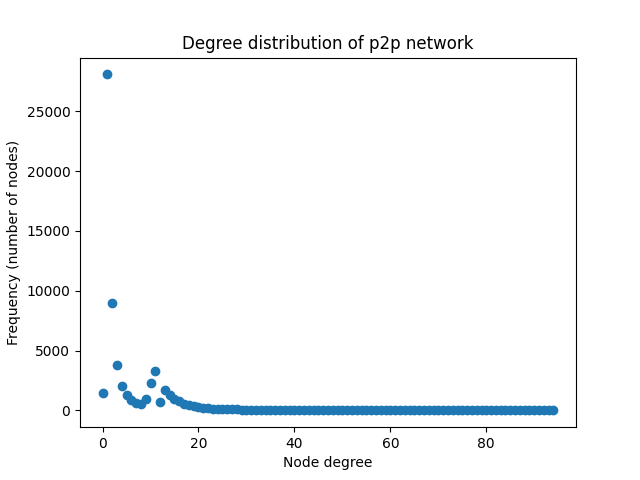 Degree distribution of p2p network
Frequency (number of nodes)
25000
20000
15000
10000
5000
0
0 20 40 60 80
Node degree